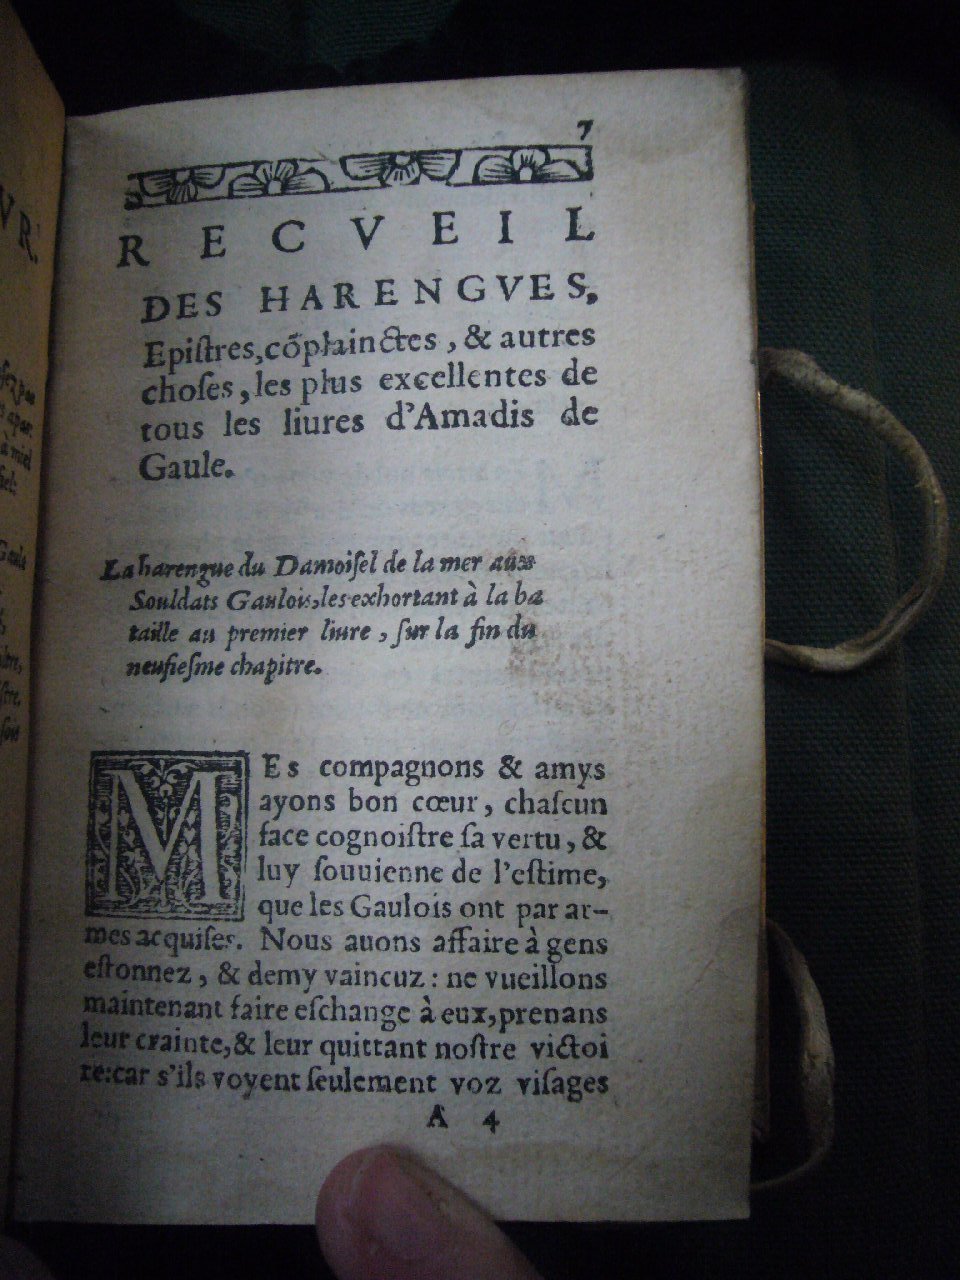 VR.
7
RECVEIL
DES HARENGVES,
Epiſtres, cõplainctes, & autres
choſes, les plus excellentes de
tous les liures d'Amadis de
Gaule.
La harengue du Damoiſel de la mer aux
Souldats Gaulois, les exhortant à la ba
taille au premier liure, ſur la fin du
neufieſme chapitre.
MEs compagnons & amys
ayons bon cœur, chaſcun
face cognoiſtre ſa vertu, &
luy ſouuienne de l'eſtime,
que les Gaulois ont par ar-
mes acquiſes. Nous auons affaire à gens
eſtonnez, & demy vaincuz: ne vueillons
maintenant faire eſchange à eux, prenans
leur crainte, & leur quittant noſtre victoi
re: car s'ils voyent ſeulement voz viſages
A 4